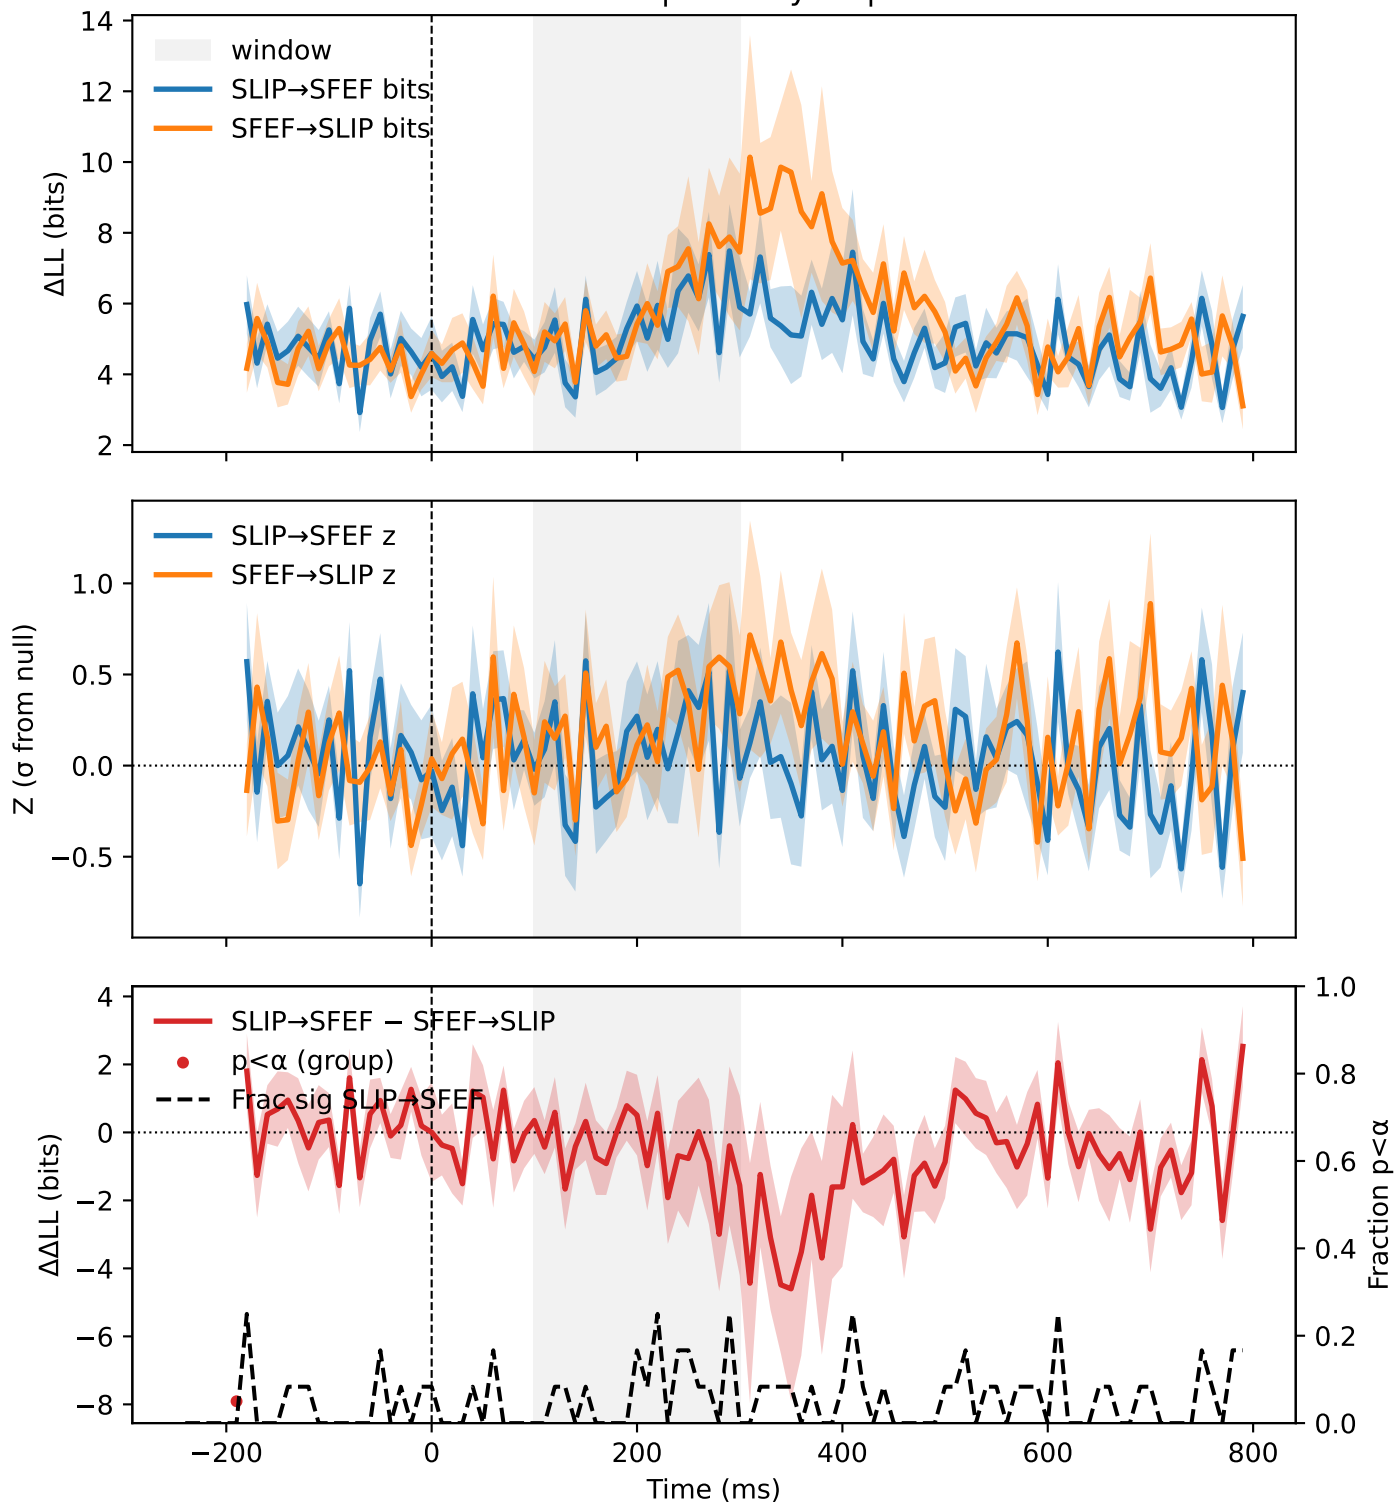 14
12
10
8
6
4
2
ΔLL (bits)
window
SLIP→SFEF bits
SFEF→SLIP bits
1.0
0.5
0.0
−0.5
Z (σ from null)
SLIP→SFEF z
SFEF→SLIP z
4
2
0
−2
−4
−6
−8
ΔΔLL (bits)
SLIP→SFEF − SFEF→SLIP
p<α (group)
Frac sig SLIP→SFEF
1.0
0.8
0.6
0.4
0.2
0.0
Fraction p<α
−200 0 200 400 600 800
Time (ms)